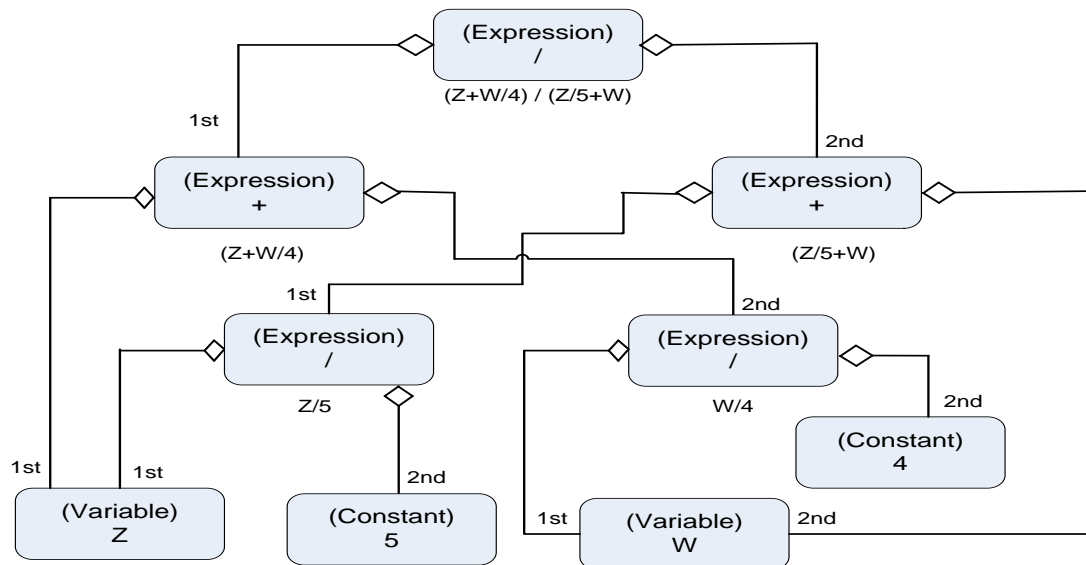 (Expression)
/
(Z+W/4) / (Z/5+W)
1st
2nd
(Expression)
+
(Z+W/4)
(Expression)
+
(Z/5+W)
1st
2nd
(Expression)
/
Z/5
(Expression)
/
W/4
1st
1st
2nd
2nd
(Constant)
4
(Variable)
Z
(Constant)
5
1st
(Variable)
W
2nd